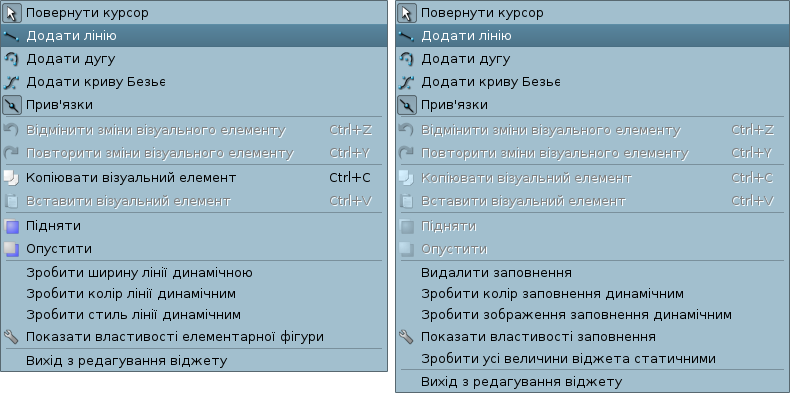 Повернути курсор
Додати лінію
Додати дугу
Додати криву Безьє
Прив'язки
Відмінити зміни візуального елементу Ctrl+Z
Повторити зміни візуального елементу Ctrl+Y
Копіювати візуальний елемент Ctrl+C
Вставити візуальний елемент Ctrl+V
Підняти
Опустити
Зробити ширину лінії динамічною
Зробити колір лінії динамічним
Зробити стиль лінії динамічним
Показати властивості елементарної фігури
Вихід з редагування віджету
Повернути курсор
Додати лінію
Додати дугу
Додати криву Безьє
Прив'язки
Відмінити зміни візуального елементу Ctrl+Z
Повторити зміни візуального елементу Ctrl+Y
Копіювати візуальний елемент Ctrl+C
Вставити візуальний елемент Ctrl+V
Підняти
Опустити
Видалити заповнення
Зробити колір заповнення динамічним
Зробити зображення заповнення динамічним
Показати властивості заповнення
Зробити усі величини віджета статичними
Вихід з редагування віджету